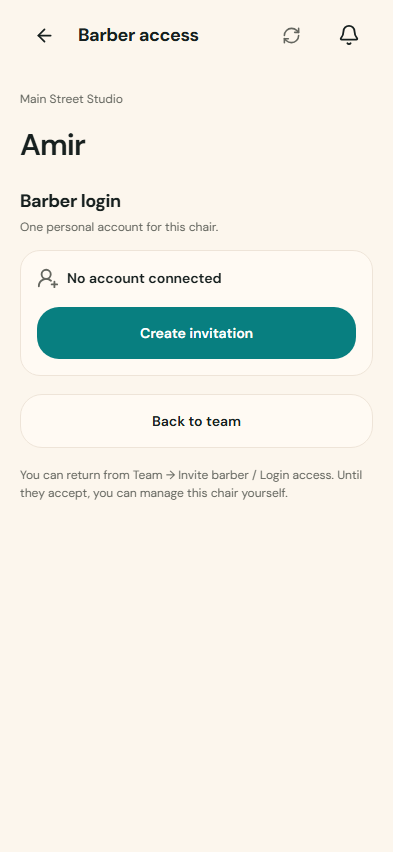 Barber access
Main Street Studio
Amir
Barber login
One personal account for this chair.
No account connected
Create invitation
Back to team
You can return from Team → Invite barber / Login access. Until
they accept, you can manage this chair yourself.